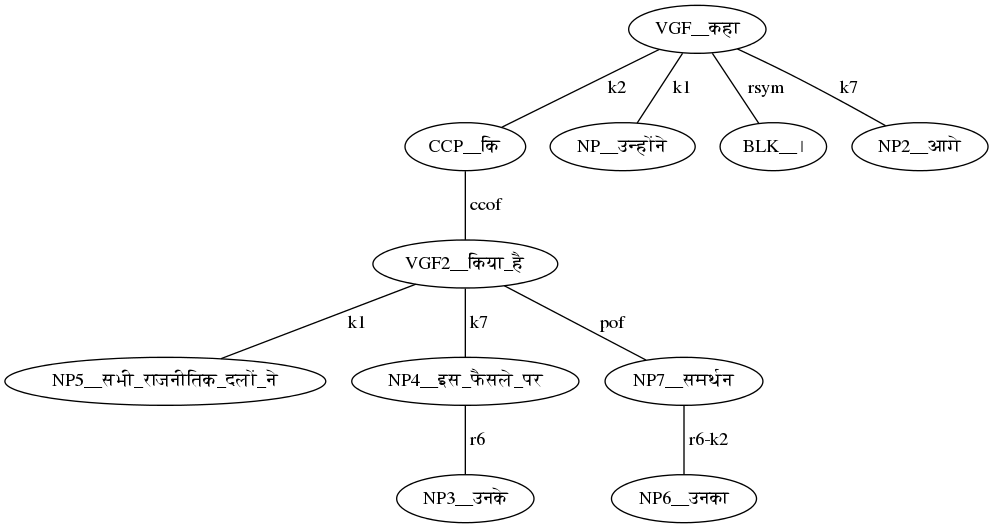 VGF__कहा
k2 k1 rsym k7
CCP__कि NP__उन्होंने BLK__। NP2__आगे
ccof
VGF2__किया_है
k1 k7 pof
NP5__सभी_राजनीतिक_दलों_ने NP4__इस_फैसले_पर NP7__समर्थन
r6 r6-k2
NP3__उनके NP6__उनका